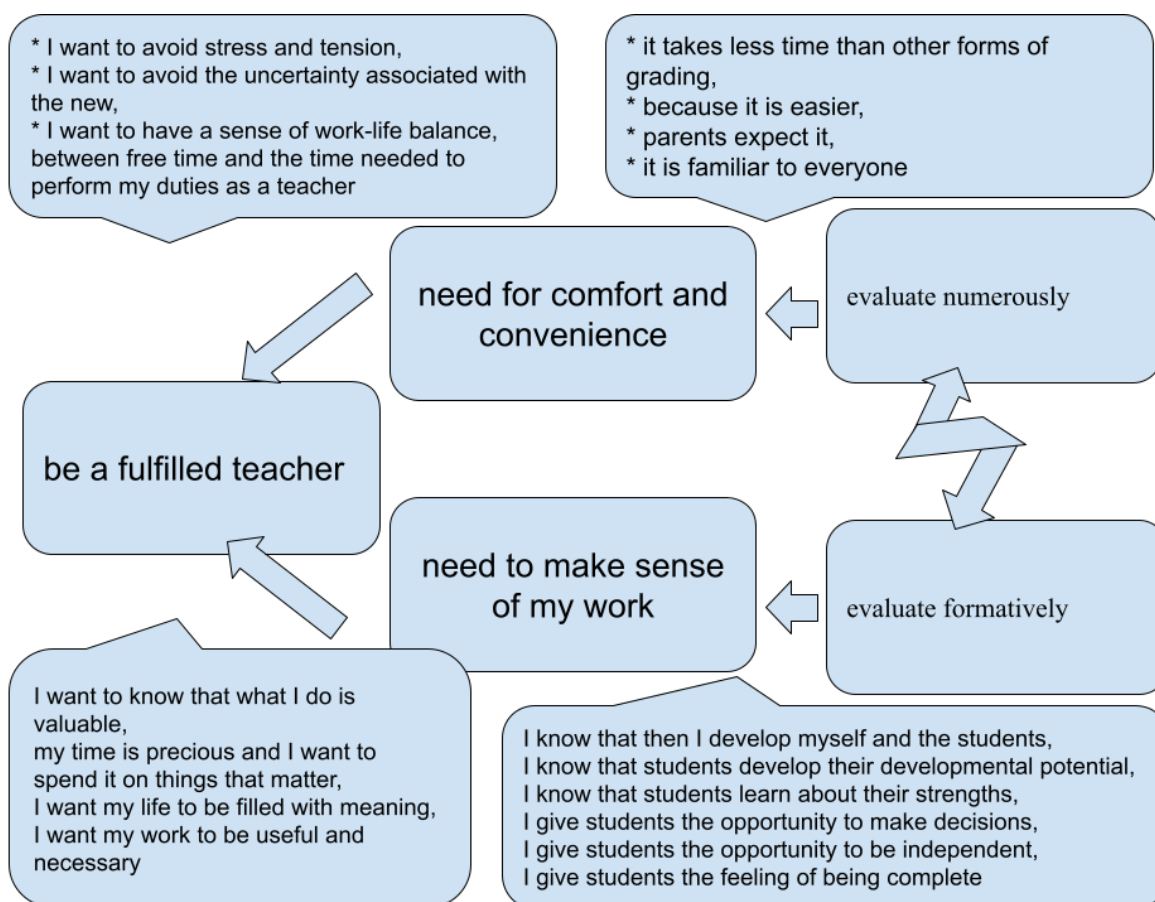 * I want to avoid stress and tension,
* I want to avoid the uncertainty associated with
the new,
* I want to have a sense of work-life balance,
between free time and the time needed to
perform my duties as a teacher
* it takes less time than other forms of
grading,
* because it is easier,
* parents expect it,
* it is familiar to everyone
need for comfort and
convenience
evaluate numerously
be a fulfilled teacher
need to make sense
of my work
evaluate formatively
I want to know that what I do is
valuable,
my time is precious and I want to
spend it on things that matter,
I want my life to be filled with meaning,
I want my work to be useful and
necessary
I know that then I develop myself and the students,
I know that students develop their developmental potential,
I know that students learn about their strengths,
I give students the opportunity to make decisions,
I give students the opportunity to be independent,
I give students the feeling of being complete